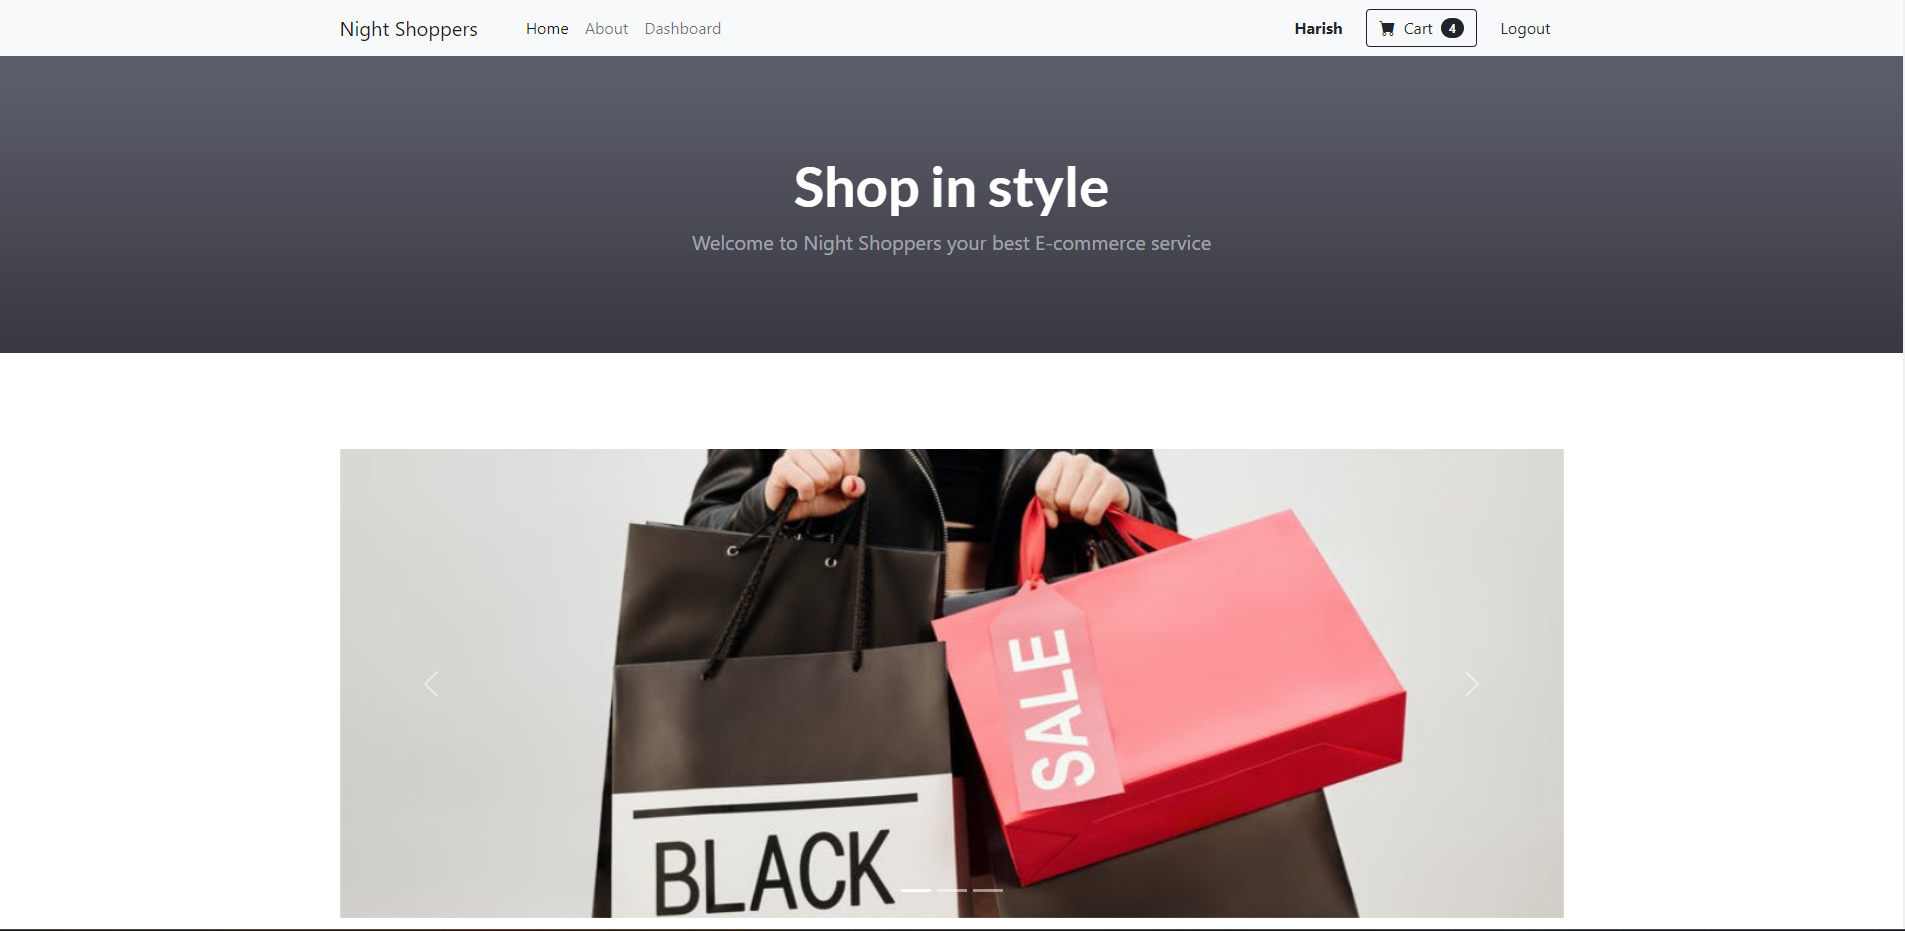 Night Shoppers Home About Dashboard Harish Cart 4 Logout
Shop in style
Welcome to Night Shoppers your best E-commerce service
SALE
BLACK